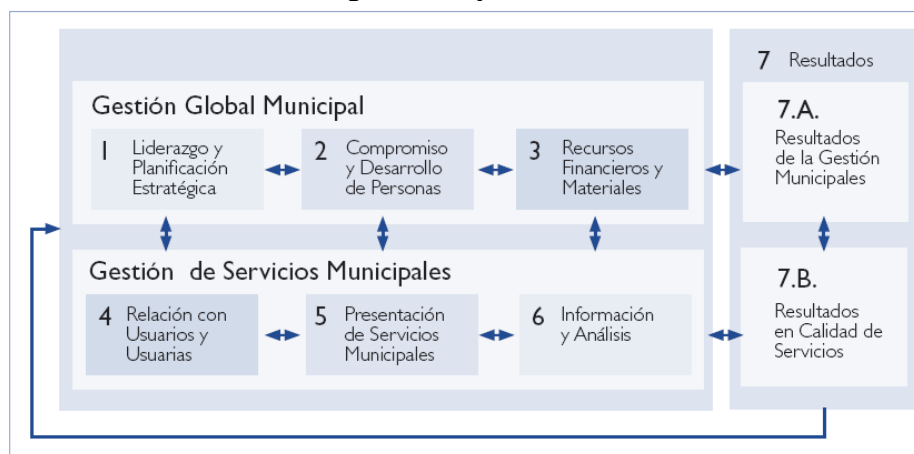 Gestión Global Municipal
1 Liderazgo y
Planificación
Estratégica
2 Compromiso
y Desarrollo
de Personas
3 Recursos
Financieros y
Materiales
Gestión de Servicios Municipales
4 Relación con
Usuarios y
Usuarias
5 Presentación
de Servicios
Municipales
6 Información
y Análisis
7 Resultados
7.A.
Resultados
de la Gestión
Municipales
7.B.
Resultados
en Calidad de
Servicios